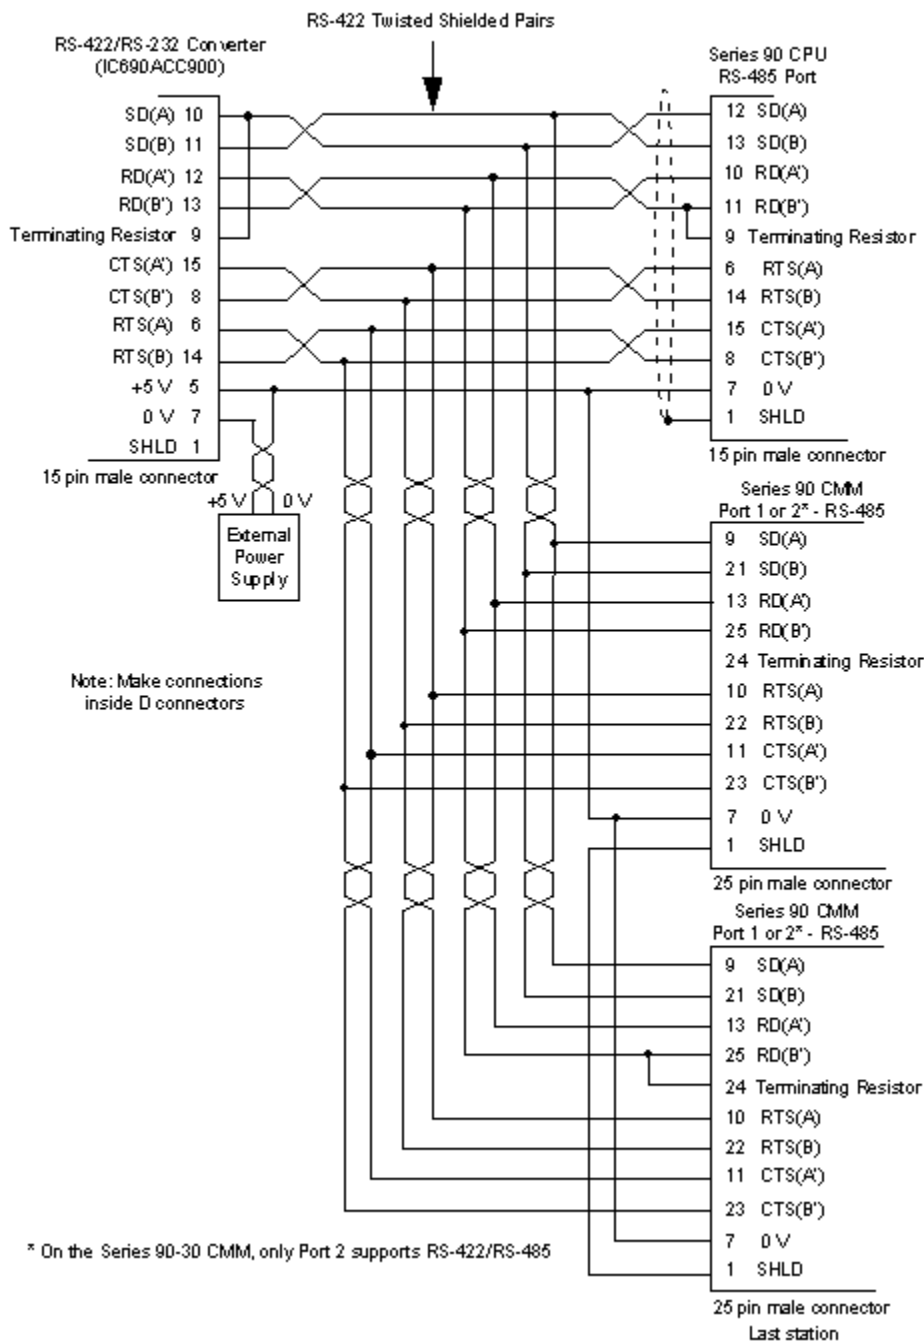 RS-422 Twisted Shielded Pairs
RS-422/RS-232 Converter
(IC690ACC900)
SD(A) 10
SD(B) 11
RD(A') 12
RD(B') 13
Terminating Resistor 9
CTS(A') 15
CTS(B') 8
RTS(A) 6
RTS(B) 14
+5 V 5
0 V 7
SHLD 1
15 pin male connector
+5 V 0 V
External
Power
Supply
Note: Make connections
inside D connectors
Series 90 CPU
RS-485 Port
12 SD(A)
13 SD(B)
10 RD(A')
11 RD(B')
9 Terminating Resistor
6 RTS(A)
14 RTS(B)
15 CTS(A')
8 CTS(B')
7 0 V
1 SHLD
15 pin male connector
Series 90 CMM
Port 1 or 2* - RS-485
9 SD(A)
21 SD(B)
13 RD(A')
25 RD(B')
24 Terminating Resistor
10 RTS(A)
22 RTS(B)
11 CTS(A')
23 CTS(B')
7 0 V
1 SHLD
25 pin male connector
Series 90 CMM
Port 1 or 2* - RS-485
9 SD(A)
21 SD(B)
13 RD(A')
25 RD(B')
24 Terminating Resistor
10 RTS(A)
22 RTS(B)
11 CTS(A')
23 CTS(B')
7 0 V
1 SHLD
25 pin male connector
Last station
* On the Series 90-30 CMM, only Port 2 supports RS-422/RS-485